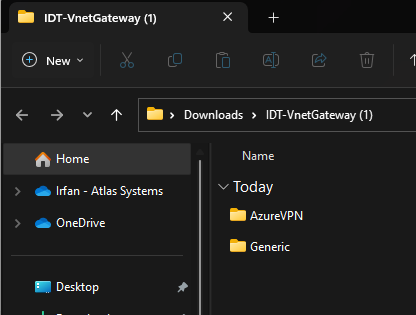 IDT-VnetGateway (1)
New
Downloads > IDT-VnetGateway (1)
Home
Name
Today
Irfan - Atlas Systems
AzureVPN
OneDrive
Generic
Desktop